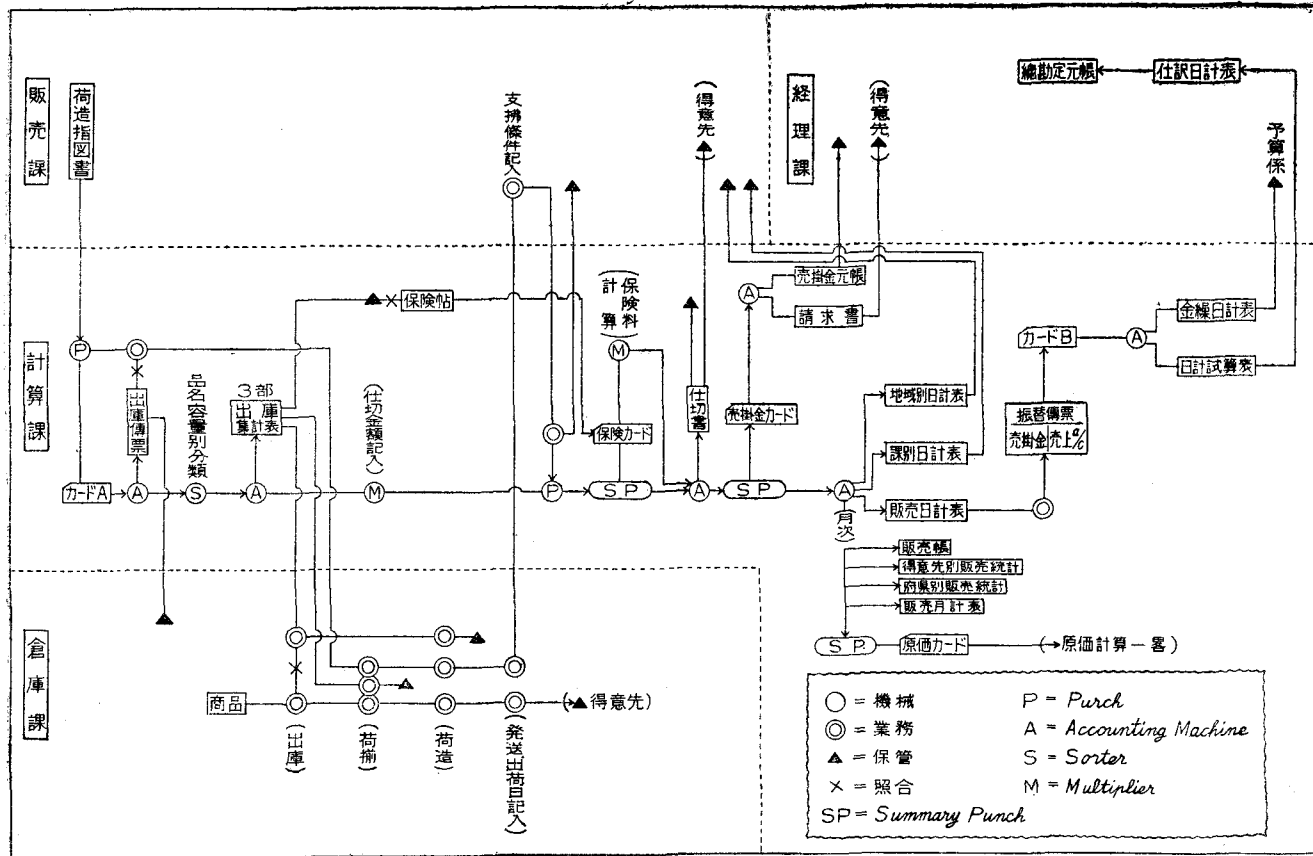 販売課
荷造指図書
支拂條件記入
(得意先)
経理課
(得意先)
總勘定元帳
仕訳日計表
予算係
計算課
P
カードA
出庫傳票
A
品名容量別分類
S
3部
出庫
集計表
A
(仕切金額記入)
M
保険帖
P
(保険料
計算)
M
保険カード
SP
仕切書
A
売掛金カード
SP
A
売掛金元帳
請求書
地域別日計表
課別日計表
販売日計表
A
(月次)
カードB
A
金繰日計表
日計試算表
振替傳票
売掛金 売上a/c
販売帳
得意先別販売統計
府県別販売統計
販売月計表
SP
原価カード
(→原価計算一畧)
倉庫課
商品
(出庫)
(荷揃)
(荷造)
(発送、出荷日記入)
(▲得意先)
○=機械
◎=業務
▲=保管
×=照合
SP=Summary Punch
P=Purch
A=Accounting Machine
S=Sorter
M=Multiplier